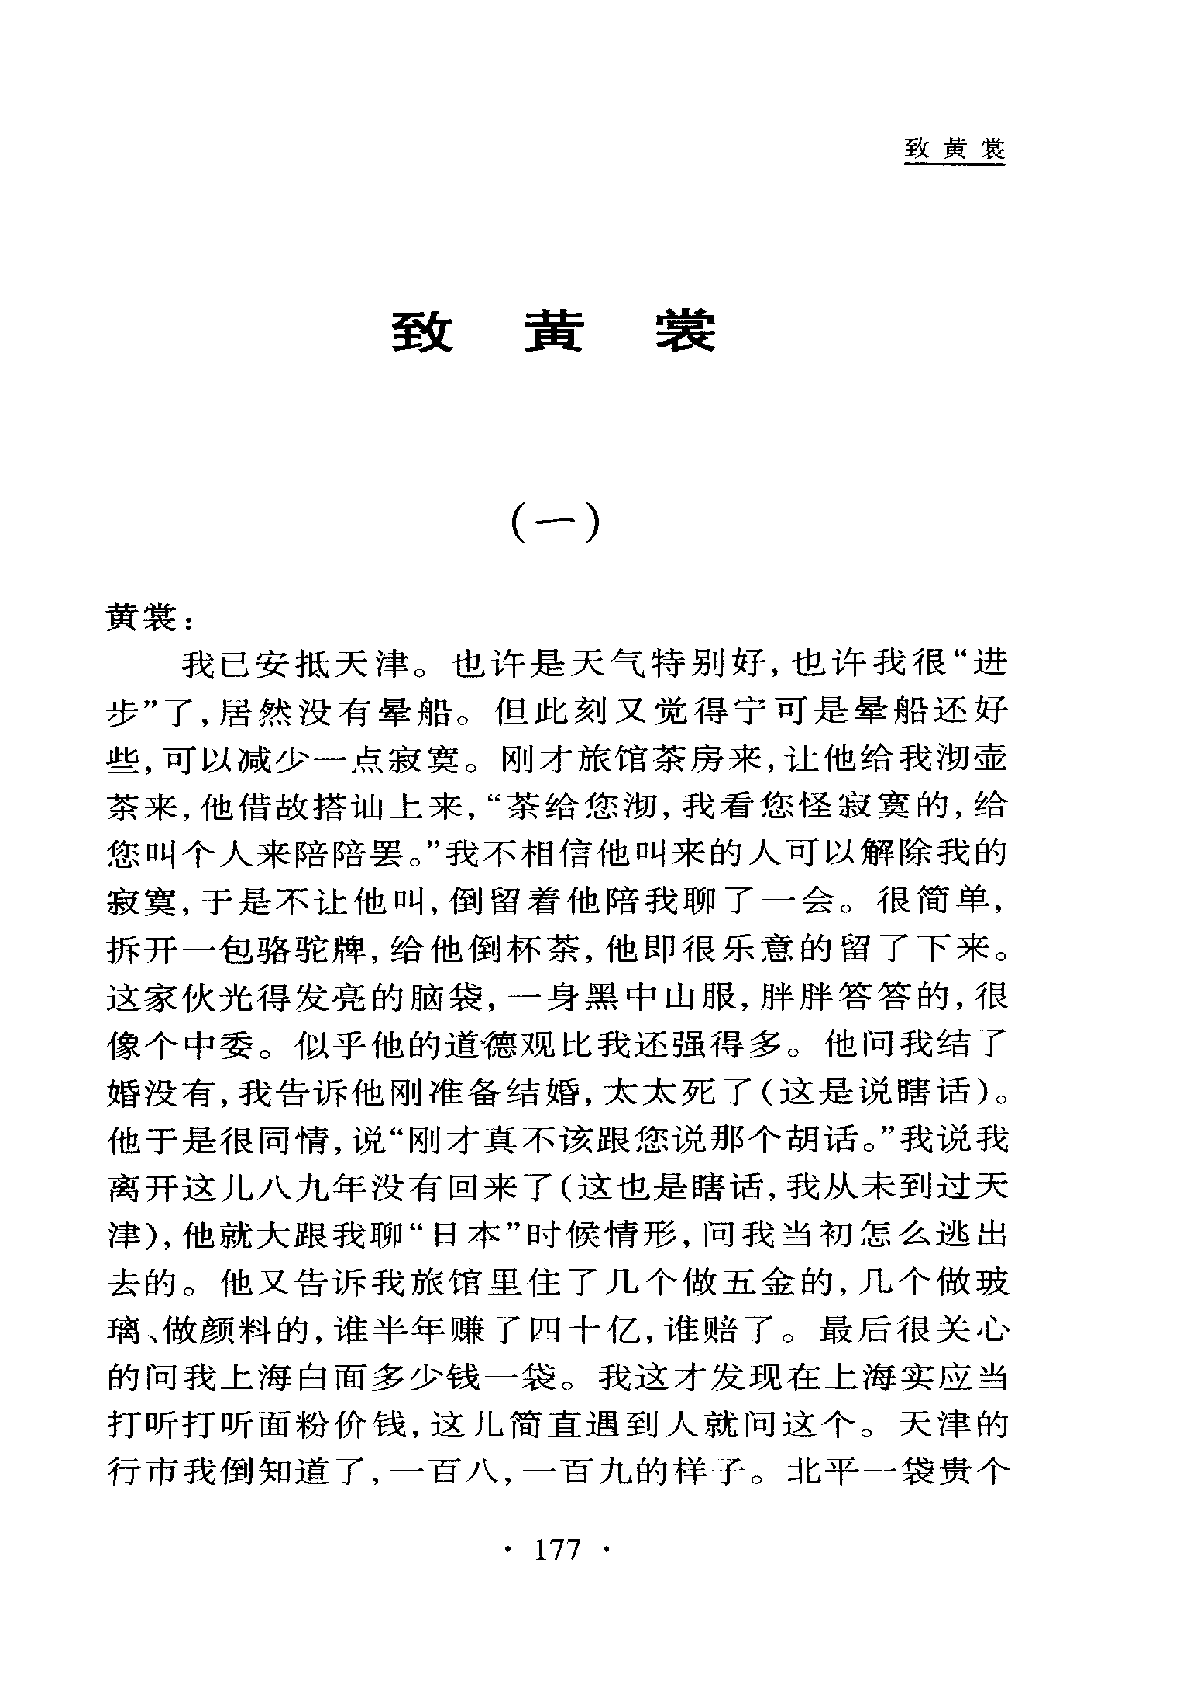 致黄裳
致黄裳
（一）
黄裳：
我已安抵天津。也许是天气特别好，也许我很“进
步”了，居然没有晕船。但此刻又觉得宁可是晕船还好
些，可以减少一点寂寞。刚才旅馆茶房来，让他给我沏壶
茶来，他借故搭讪上来，“茶给您沏，我看您怪寂寞的，给
您叫个人来陪陪罢。”我不相信他叫来的人可以解除我的
寂寞，于是不让他叫，倒留着他陪我聊了一会。很简单，
拆开一包骆驼牌，给他倒杯茶，他即很乐意的留了下来。
这家伙光得发亮的脑袋，一身黑中山服，胖胖答答的，很
像个中委。似乎他的道德观比我还强得多。他问我结了
婚没有，我告诉他刚准备结婚，太太死了（这是说瞎话）。
他于是很同情，说“刚才真不该跟您说那个胡话。”我说我
离开这儿八九年没有回来了（这也是瞎话，我从未到过天
津），他就大跟我聊“日本”时候情形，问我当初怎么逃出
去的。他又告诉我旅馆里住了几个做五金的，几个做玻
璃、做颜料的，谁半年赚了四十亿，谁赔了。最后很关心
的问我上海白面多少钱一袋。我这才发现在上海实应当
打听打听面粉价钱，这儿简直遇到人就问这个。天津的
行市我倒知道了，一百八，一百九的样子。北平一袋贵个
· 177 ·